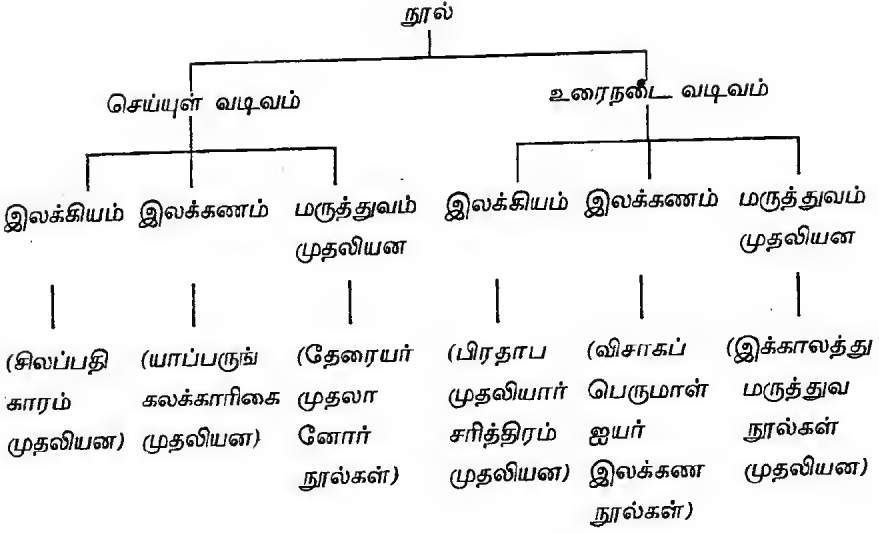 நூல்
செய்யுள் வடிவம் உரைநடை வடிவம்
இலக்கியம் இலக்கணம் மருத்துவம் இலக்கியம் இலக்கணம் மருத்துவம்
முதலியன முதலியன
(சிலப்பதி (யாப்பருங் (தேரையர் (பிரதாப (விசாகப் (இக்காலத்து
காரம் கலக்காரிகை முதலா முதலியார் பெருமாள் மருத்துவ
முதலியன) முதலியன) னோர் சரித்திரம் ஐயர் நூல்கள்
நூல்கள்) முதலியன) இலக்கண முதலியன)
நூல்கள்)